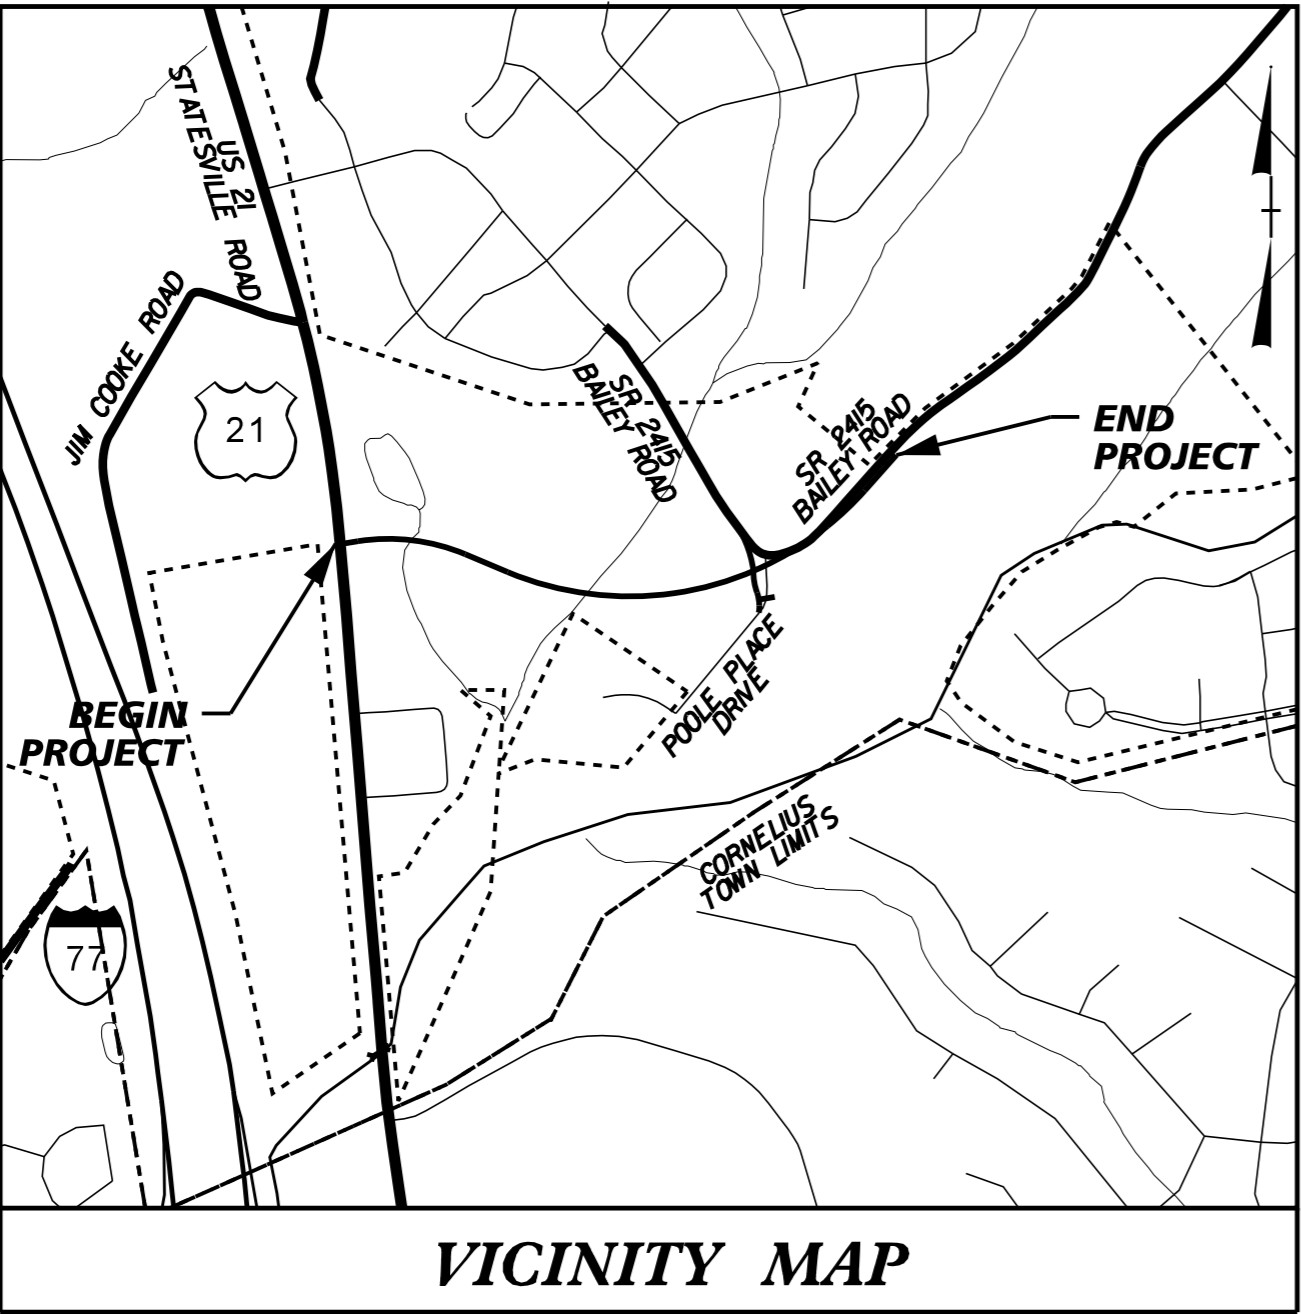 US 21
STATESVILLE ROAD
JIM COOKE ROAD
21
SR 2415
BAILEY ROAD
SR 2415
BAILEY ROAD
END
PROJECT
BEGIN
PROJECT
POOLE PLACE
DRIVE
CORNELIUS
TOWN LIMITS
77
VICINITY MAP